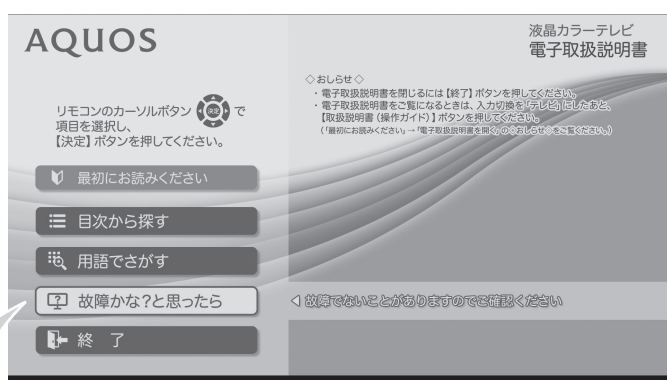 AQUOS
液晶カラーテレビ
電子取扱説明書
◇おしらせ◇
・電子取扱説明書を閉じるには【終了】ボタンを押してください。
・電子取扱説明書をご覧になるときは、入力切換を「テレビ」にしたあと、
【取扱説明書(操作ガイド)】ボタンを押してください。
(「最初にお読みください」→「電子取扱説明書を開く」の◇おしらせ◇をご覧ください。)
リモコンのカーソルボタン 決定 で
項目を選択し、
【決定】ボタンを押してください。
最初にお読みください
目次から探す
用語でさがす
故障かな?と思ったら
◁ 故障でないことがありますのでご確認ください
終 了